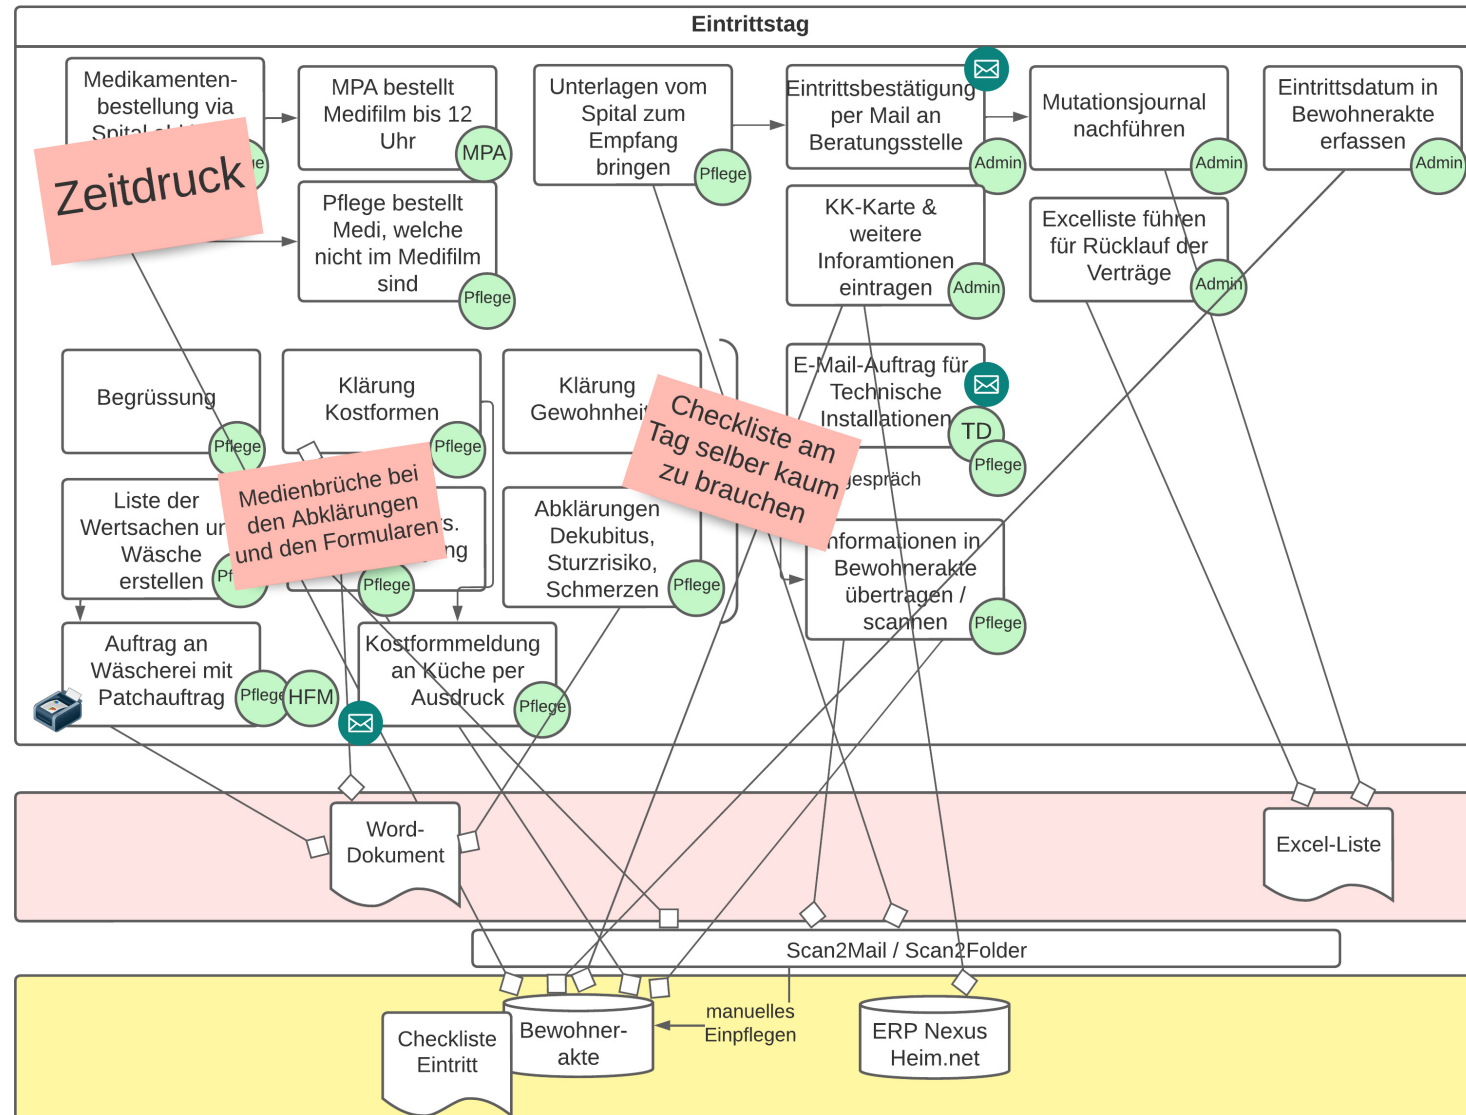 Eintrittstag
Medikamenten-
bestellung via
Spital
ge
Zeitdruck
MPA bestellt
Medifilm bis 12
Uhr
MPA
Pflege bestellt
Medi, welche
nicht im Medifilm
sind
Pflege
Unterlagen vom
Spital zum
Empfang
bringen
Pflege
Eintrittsbestätigung
per Mail an
Beratungsstelle
Admin
Mutationsjournal
nachführen
Admin
Eintrittsdatum in
Bewohnerakte
erfassen
Admin
KK-Karte &
weitere
Inforamtionen
eintragen
Admin
Excelliste führen
für Rücklauf der
Verträge
Admin
Begrüssung
Pflege
Klärung
Kostformen
Pflege
Klärung
Gewohnheit
Checkliste am
Tag selber kaum
zu brauchen
E-Mail-Auftrag für
Technische
Installationen
TD
Pflege
gespräch
Liste der
Wertsachen un
Wäsche
erstellen
Pf
Medienbrüche bei
den Abklärungen
und den Formularen
s.
ng
Pflege
Abklärungen
Dekubitus,
Sturzrisiko,
Schmerzen
Pflege
Informationen in
Bewohnerakte
übertragen /
scannen
Pflege
Auftrag an
Wäscherei mit
Patchauftrag
Pflege
HFM
Kostformmeldung
an Küche per
Ausdruck
Pflege
Word-
Dokument
Excel-Liste
Scan2Mail / Scan2Folder
manuelles
Einpflegen
Checkliste
Eintritt
Bewohner-
akte
ERP Nexus
Heim.net